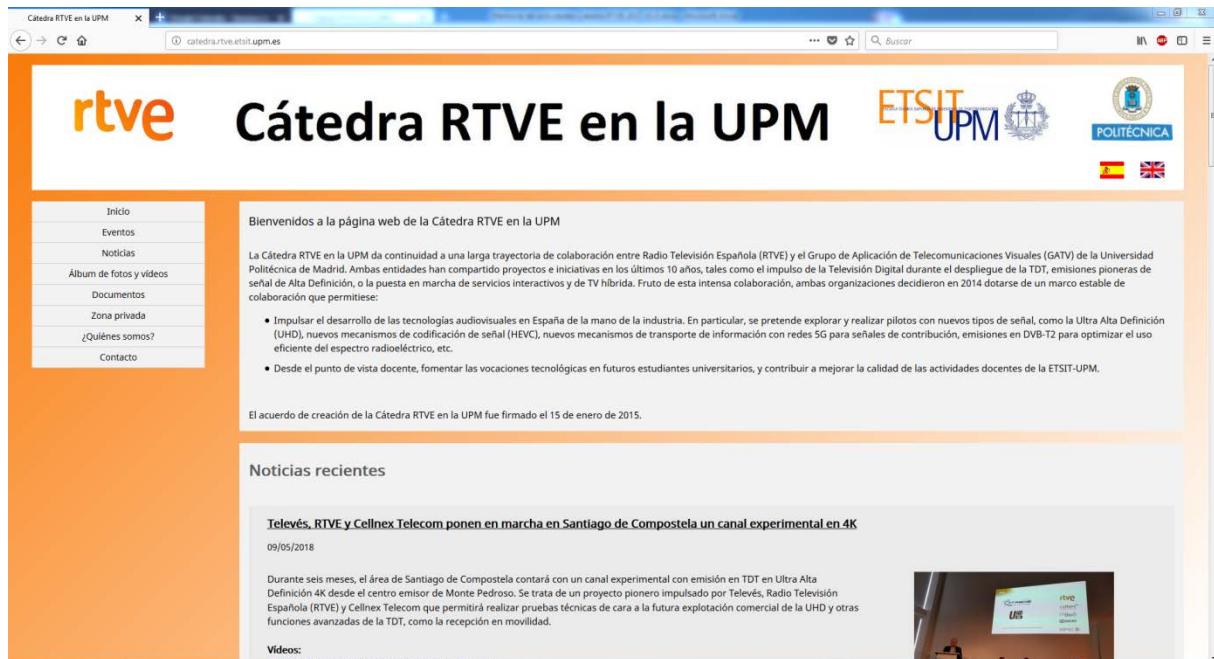 Cátedra RTVE en la UPM
catedra.rtve.etsit.upm.es
Buscar
rtve
Cátedra RTVE en la UPM
ETSIT
UPM
POLITÉCNICA
Inicio
Eventos
Noticias
Álbum de fotos y vídeos
Documentos
Zona privada
¿Quiénes somos?
Contacto
Bienvenidos a la página web de la Cátedra RTVE en la UPM
La Cátedra RTVE en la UPM da continuidad a una larga trayectoria de colaboración entre Radio Televisión Española (RTVE) y el Grupo de Aplicación de Telecomunicaciones Visuales (GATV) de la Universidad
Politécnica de Madrid. Ambas entidades han compartido proyectos e iniciativas en los últimos 10 años, tales como el impulso de la Televisión Digital durante el despliegue de la TDT, emisiones pioneras de
señal de Alta Definición, o la puesta en marcha de servicios interactivos y de TV híbrida. Fruto de esta intensa colaboración, ambas organizaciones decidieron en 2014 dotarse de un marco estable de
colaboración que permitiese:
• Impulsar el desarrollo de las tecnologías audiovisuales en España de la mano de la industria. En particular, se pretende explorar y realizar pilotos con nuevos tipos de señal, como la Ultra Alta Definición
(UHD), nuevos mecanismos de codificación de señal (HEVC), nuevos mecanismos de transporte de información con redes 5G para señales de contribución, emisiones en DVB-T2 para optimizar el uso
eficiente del espectro radioeléctrico, etc.
• Desde el punto de vista docente, fomentar las vocaciones tecnológicas en futuros estudiantes universitarios, y contribuir a mejorar la calidad de las actividades docentes de la ETSIT-UPM.
El acuerdo de creación de la Cátedra RTVE en la UPM fue firmado el 15 de enero de 2015.
Noticias recientes
Televés, RTVE y Cellnex Telecom ponen en marcha en Santiago de Compostela un canal experimental en 4K
09/05/2018
Durante seis meses, el área de Santiago de Compostela contará con un canal experimental con emisión en TDT en Ultra Alta
Definición 4K desde el centro emisor de Monte Pedroso. Se trata de un proyecto pionero impulsado por Televés, Radio Televisión
Española (RTVE) y Cellnex Telecom que permitirá realizar pruebas técnicas de cara a la futura explotación comercial de la UHD y otras
funciones avanzadas de la TDT, como la recepción en movilidad.
rtve
Vídeos: